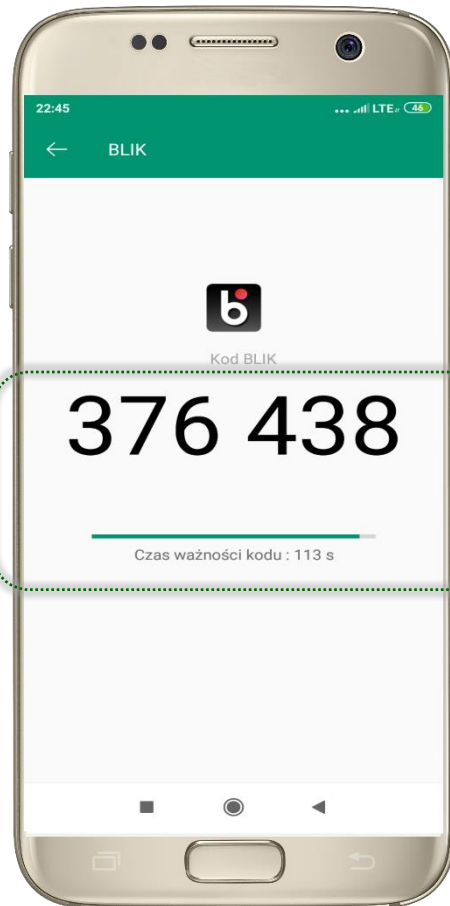 22:45
... LTE 46
BLIK
b
Kod BLIK
376 438
Czas ważności kodu : 113 s